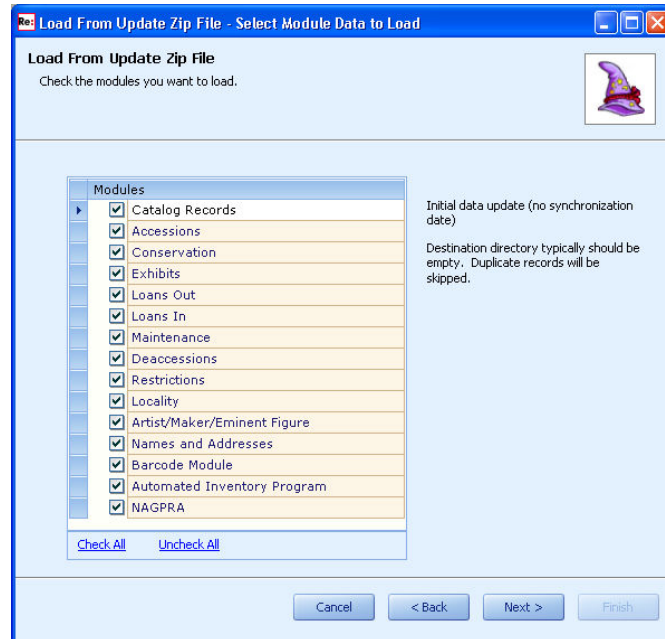 Re: Load From Update Zip File - Select Module Data to Load
Load From Update Zip File
Check the modules you want to load.
Modules
Catalog Records
Accessions
Conservation
Exhibits
Loans Out
Loans In
Maintenance
Deaccessions
Restrictions
Locality
Artist/Maker/Eminent Figure
Names and Addresses
Barcode Module
Automated Inventory Program
NAGPRA
Check All Uncheck All
Initial data update (no synchronization
date)
Destination directory typically should be
empty. Duplicate records will be
skipped.
Cancel < Back Next > Finish